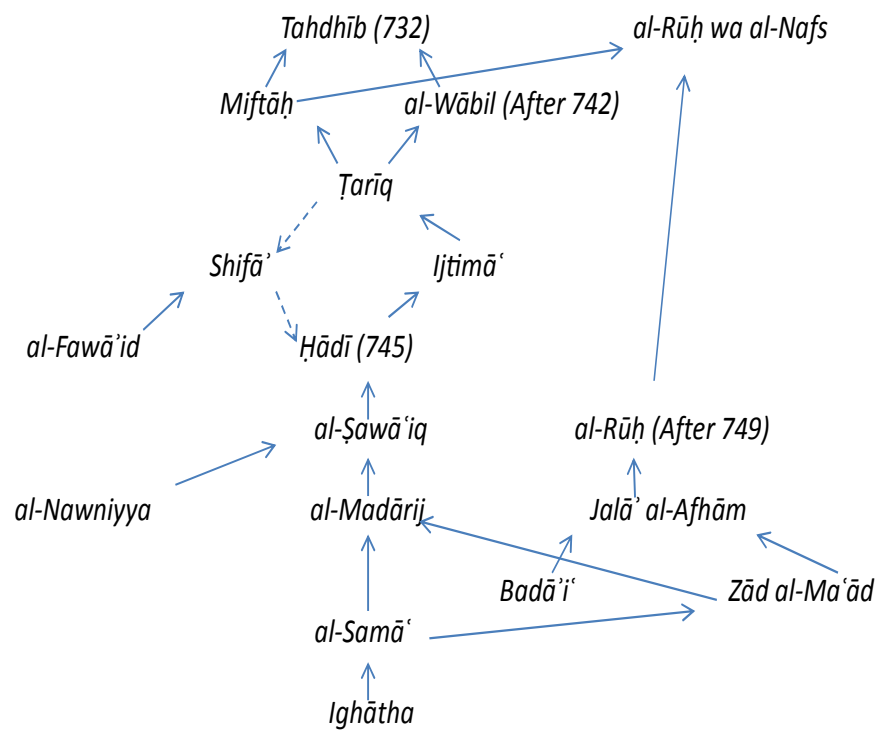 Tahdhīb (732)
al-Rūḥ wa al-Nafs
Miftāḥ
al-Wābil (After 742)
Ṭarīq
Shifāʾ
Ijtimāʿ
al-Fawāʾid
Ḥādī (745)
al-Ṣawāʿiq
al-Rūḥ (After 749)
al-Nawniyya
al-Madārij
Jalāʾ al-Afhām
Badāʾiʿ
Zād al-Maʿād
al-Samāʿ
Ighātha